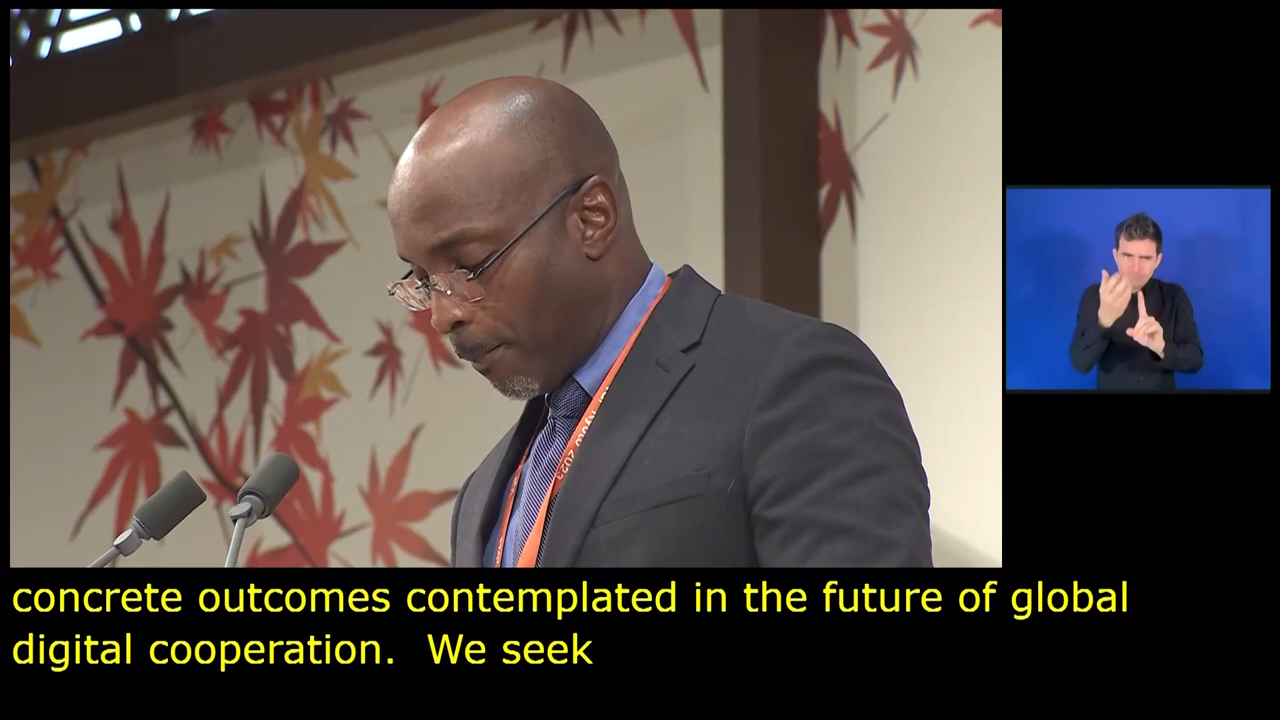 concrete outcomes contemplated in the future of global
digital cooperation.  We seek